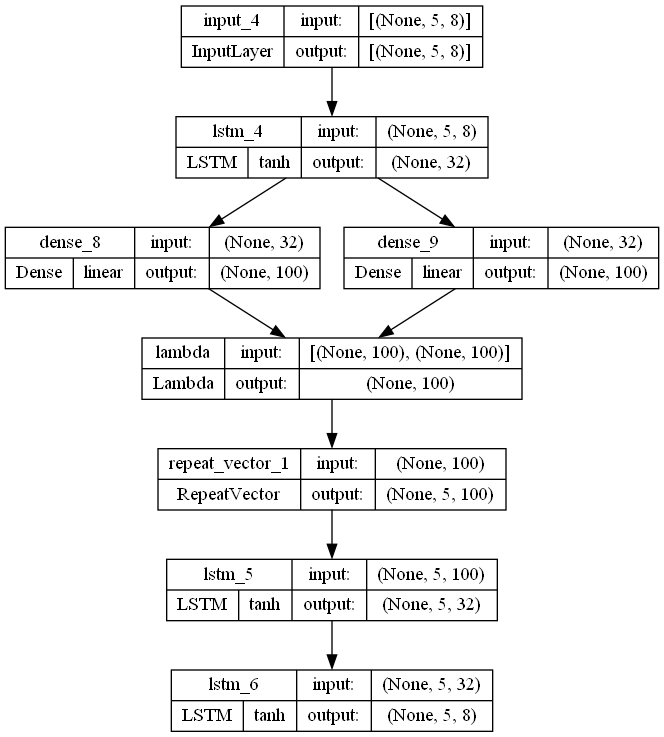 input_4 input: [(None, 5, 8)]
InputLayer output: [(None, 5, 8)]
lstm_4 input: (None, 5, 8)
LSTM tanh output: (None, 32)
dense_8 input: (None, 32)
Dense linear output: (None, 100)
dense_9 input: (None, 32)
Dense linear output: (None, 100)
lambda input: [(None, 100), (None, 100)]
Lambda output: (None, 100)
repeat_vector_1 input: (None, 100)
RepeatVector output: (None, 5, 100)
lstm_5 input: (None, 5, 100)
LSTM tanh output: (None, 5, 32)
lstm_6 input: (None, 5, 32)
LSTM tanh output: (None, 5, 8)